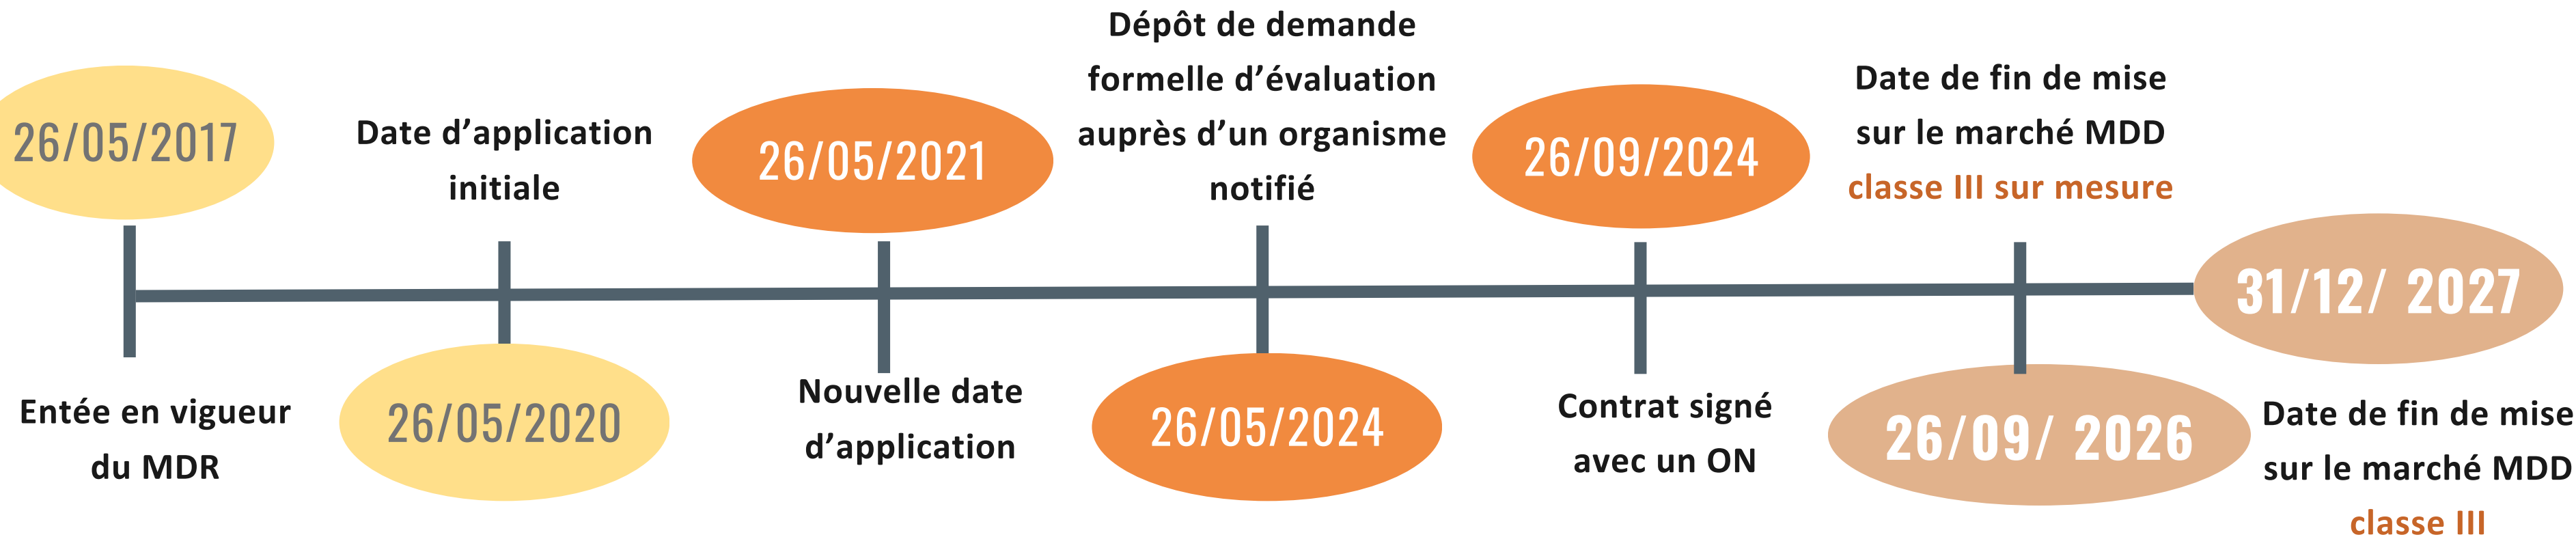 26/05/2017
Entée en vigueur
du MDR
Date d’application
initiale
26/05/2020
26/05/2021
Nouvelle date
d’application
Dépôt de demande
formelle d’évaluation
auprès d’un organisme
notifié
26/05/2024
26/09/2024
Contrat signé
avec un ON
Date de fin de mise
sur le marché MDD
classe III sur mesure
26/09/ 2026
31/12/ 2027
Date de fin de mise
sur le marché MDD
classe III